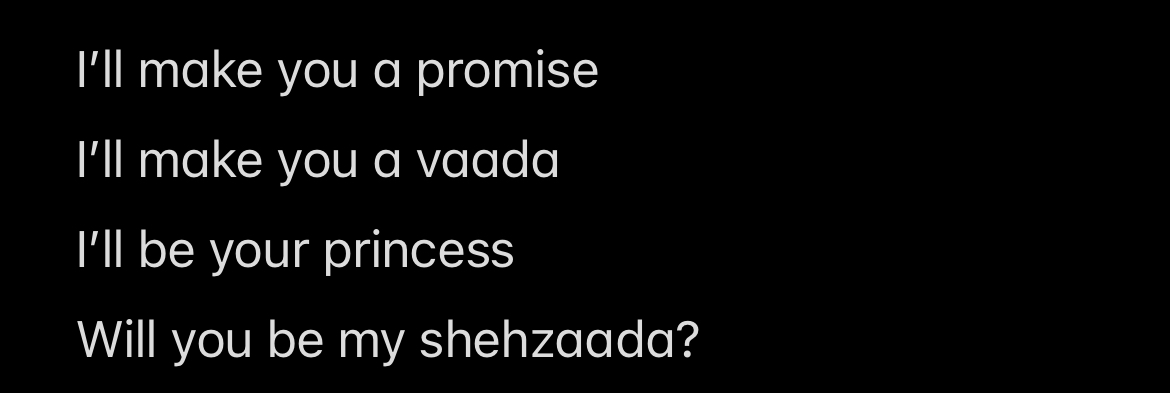 I’ll make you a promise
I’ll make you a vaada
I’ll be your princess
Will you be my shehzaada?